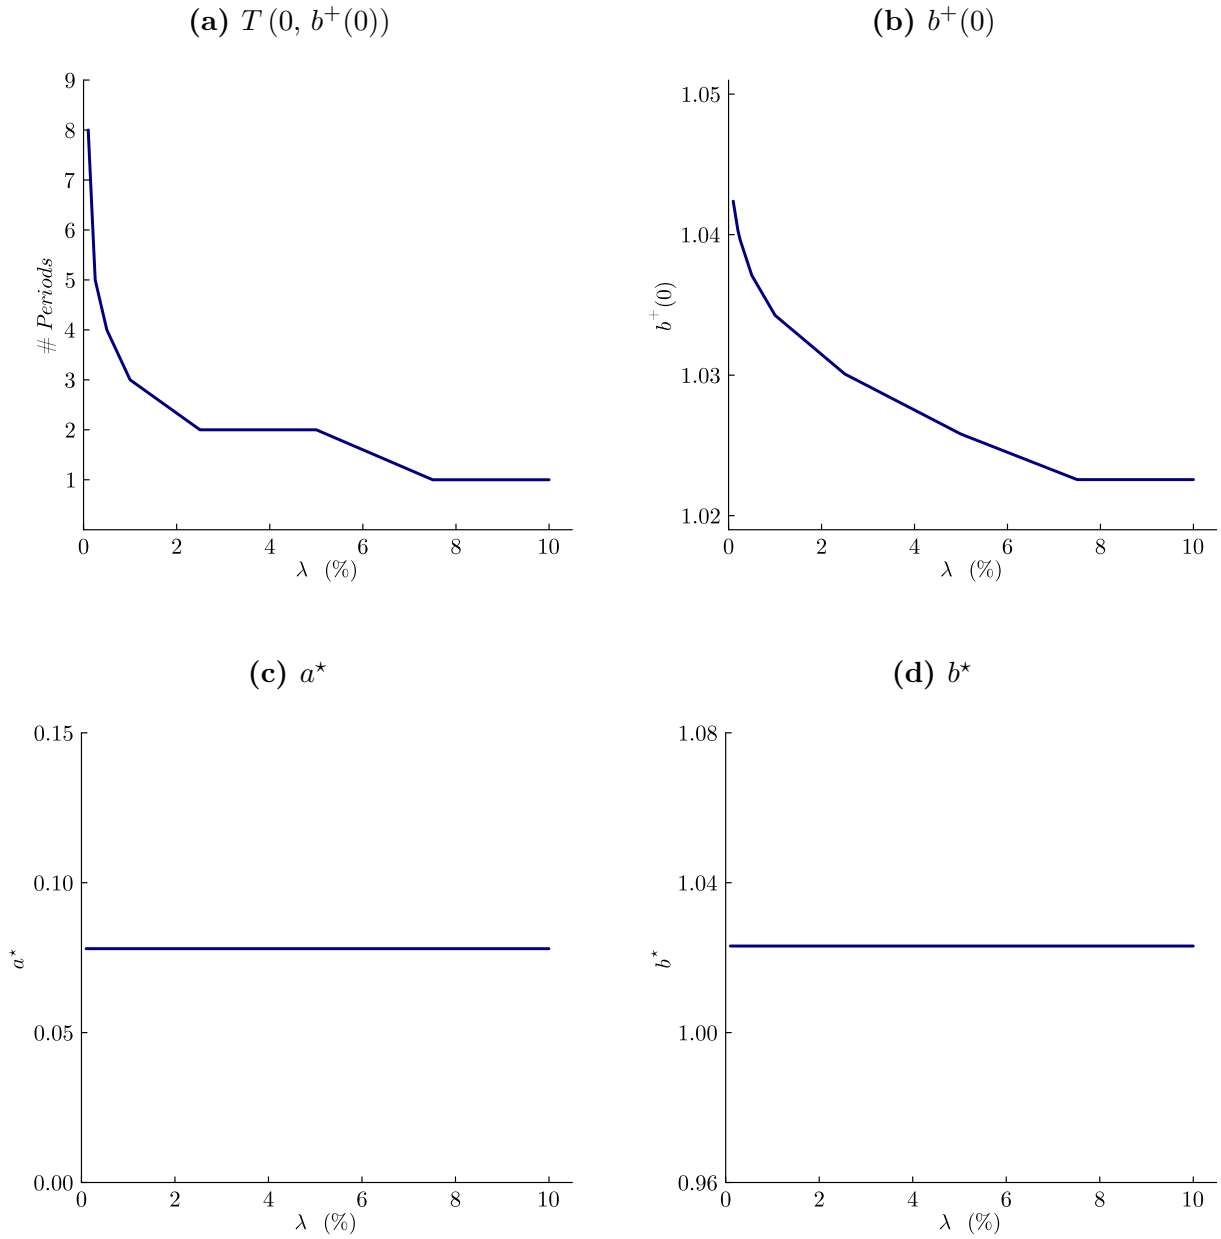 (a) T (0, b⁺(0))
9
8
7
6
5
4
3
2
1
# Periods
0 2 4 6 8 10
λ (%)
(b) b⁺(0)
1.05
1.04
1.03
1.02
b⁺(0)
0 2 4 6 8 10
λ (%)
(c) a⋆
0.15
0.10
0.05
0.00
a⋆
0 2 4 6 8 10
λ (%)
(d) b⋆
1.08
1.04
1.00
0.96
b⋆
0 2 4 6 8 10
λ (%)